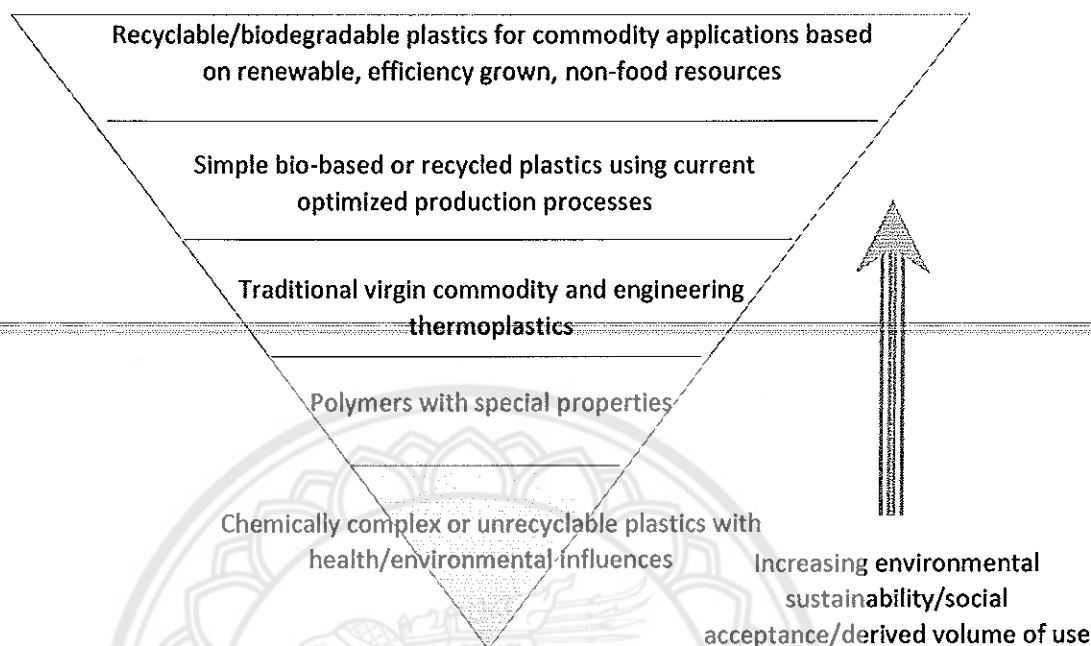 Recyclable/biodegradable plastics for commodity applications based
on renewable, efficiency grown, non-food resources
Simple bio-based or recycled plastics using current
optimized production processes
Traditional virgin commodity and engineering
thermoplastics
Polymers with special properties
Chemically complex or unrecyclable plastics with
health/environmental influences
Increasing environmental
sustainability/social
acceptance/derived volume of use